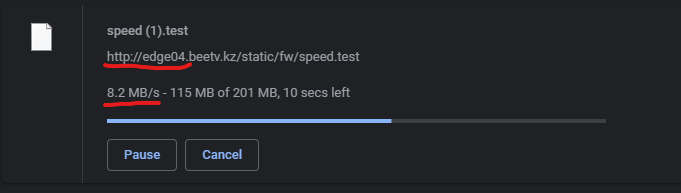 speed (1).test
http://edge04.beetv.kz/static/fw/speed.test
8.2 MB/s - 115 MB of 201 MB, 10 secs left
Pause Cancel